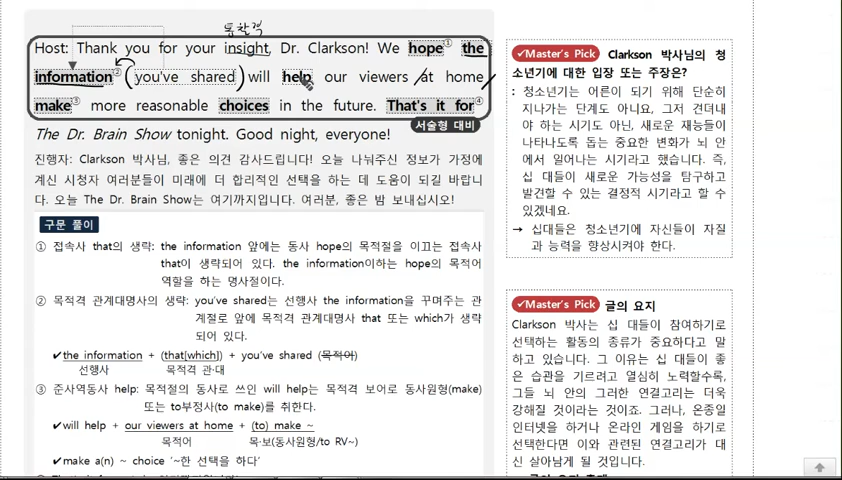 통찰력
Host: Thank you for your insight, Dr. Clarkson! We hope① the
information② (you've shared) will help our viewers / at home /
make③ more reasonable choices in the future. That's it for④
서술형 대비
The Dr. Brain Show tonight. Good night, everyone!
진행자: Clarkson 박사님, 좋은 의견 감사드립니다! 오늘 나눠주신 정보가 가정에
계신 시청자 여러분들이 미래에 더 합리적인 선택을 하는 데 도움이 되길 바랍니
다. 오늘 The Dr. Brain Show는 여기까지입니다. 여러분, 좋은 밤 보내십시오!
구문 풀이
① 접속사 that의 생략: the information 앞에는 동사 hope의 목적절을 이끄는 접속사
that이 생략되어 있다. the information이하는 hope의 목적어
역할을 하는 명사절이다.
② 목적격 관계대명사의 생략: you've shared는 선행사 the information을 꾸며주는 관
계절로 앞에 목적격 관계대명사 that 또는 which가 생략
되어 있다.
✔the information + (that[which]) + you've shared (목적어)
선행사 목적격 관·대
③ 준사역동사 help: 목적절의 동사로 쓰인 will help는 목적격 보어로 동사원형(make)
또는 to부정사(to make)를 취한다.
✔will help + our viewers at home + (to) make ~
목적어 목·보(동사원형/to RV~)
✔make a(n) ~ choice '~한 선택을 하다'
✔Master's Pick Clarkson 박사님의 청
소년기에 대한 입장 또는 주장은?
: 청소년기는 어른이 되기 위해 단순히
지나가는 단계도 아니요, 그저 견뎌내
야 하는 시기도 아닌, 새로운 재능들이
나타나도록 돕는 중요한 변화가 뇌 안
에서 일어나는 시기라고 했습니다. 즉,
십 대들이 새로운 가능성을 탐구하고
발견할 수 있는 결정적 시기라고 할 수
있겠네요.
→ 십대들은 청소년기에 자신들이 자질
과 능력을 향상시켜야 한다.
✔Master's Pick 글의 요지
Clarkson 박사는 십 대들이 참여하기로
선택하는 활동의 종류가 중요하다고 말
하고 있습니다. 그 이유는 십 대들이 좋
은 습관을 기르려고 열심히 노력할수록,
그들 뇌 안의 그러한 연결고리는 더욱
강해질 것이라는 것이죠. 그러나, 온종일
인터넷을 하거나 온라인 게임을 하기로
선택한다면 이와 관련된 연결고리가 대
신 살아남게 될 것입니다.